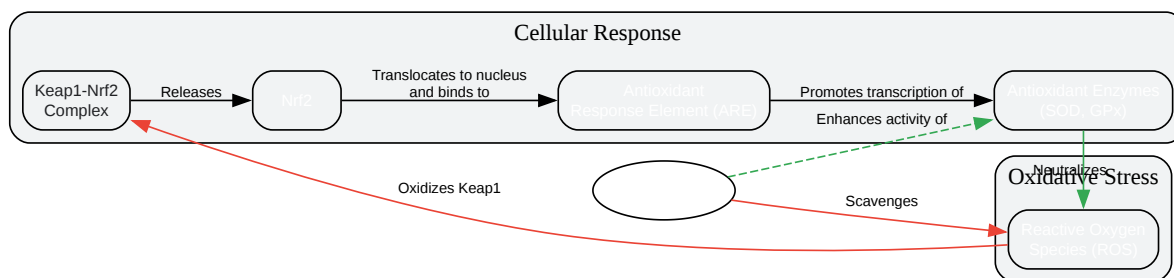 Cellular Response
Keap1-Nrf2
Complex
Releases
Nrf2
Translocates to nucleus
and binds to
Antioxidant
Response Element (ARE)
Promotes transcription of
Antioxidant Enzymes
(SOD, GPx)
Enhances activity of
Neutralizes
Oxidative Stress
Oxidizes Keap1
Scavenges
Reactive Oxygen
Species (ROS)